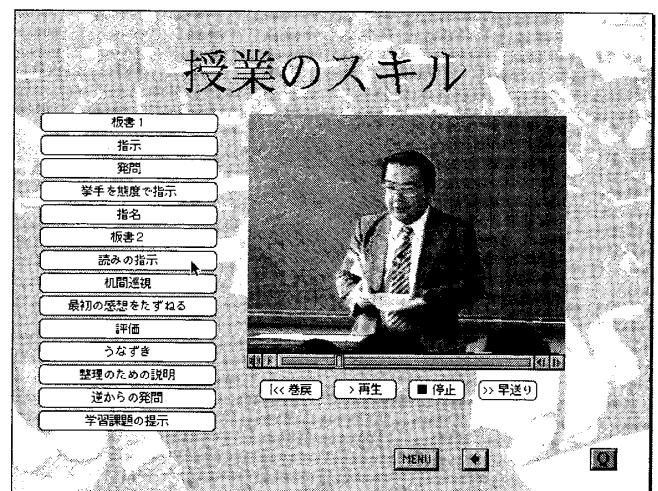 授業のスキル
板書1
指示
発問
挙手を態度で指示
指名
板書2
読みの指示
机間巡視
最初の感想をたずねる
評価
うなずき
整理のための説明
逆からの発問
学習課題の提示
|<< 巻戻
> 再生
■ 停止
>> 早送り
MENU
Q